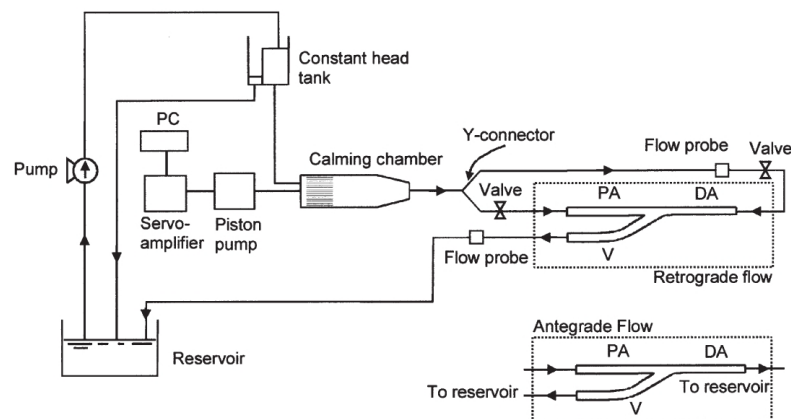 Constant head
tank
PC
Pump
Servo-
amplifier
Piston
pump
Calming chamber
Y-connector
Valve
Flow probe
Valve
PA
DA
V
Flow probe
Retrograde flow
Reservoir
Antegrade Flow
PA
DA
To reservoir
To reservoir
V